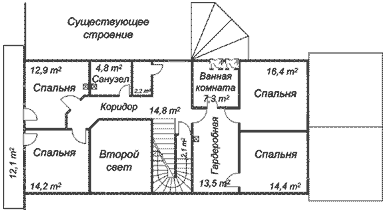 Существующее
строение
12,9 m²
Спальня
4,8 m²
Санузел
2,2 m²
Ванная
комната
7,3 m²
16,4 m²
Спальня
Коридор
14,8 m²
Спальня
14,2 m²
Второй
свет
2,1 m²
Гардеробная
13,5 m²
Спальня
14,4 m²
12,1 m²